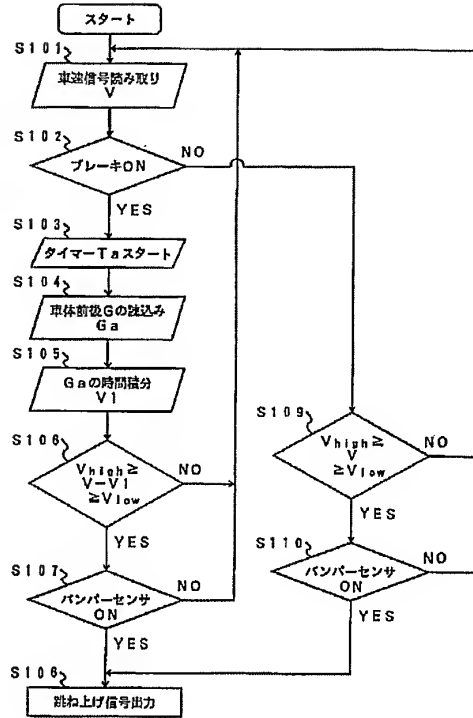 スタート
S101
車速信号読み取り
V
S102
ブレーキON
NO
YES
S103
タイマーTaスタート
S104
車体前後Gの読込み
Ga
S105
Gaの時間積分
V1
S106
Vhigh≧
V−V1
≧Vlow
NO
YES
S107
バンパーセンサ
ON
NO
YES
S109
Vhigh≧
V
≧Vlow
NO
YES
S110
バンパーセンサ
ON
NO
YES
S106
跳ね上げ信号出力